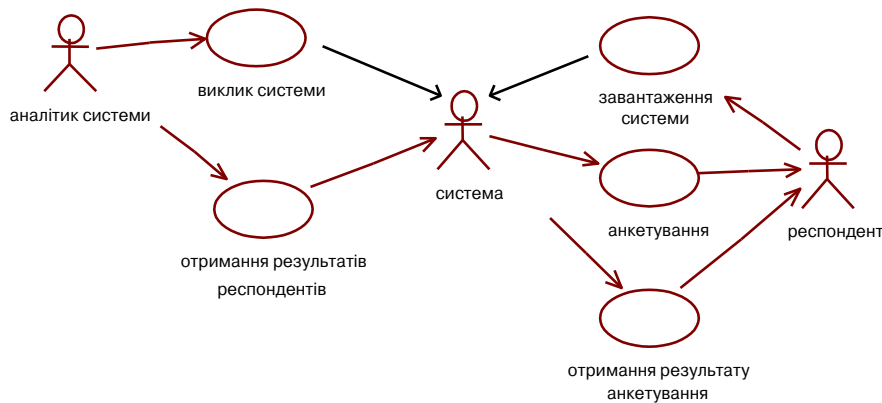 аналітик системи
виклик системи
завантаження
системи
система
анкетування
респондент
отримання результатів
респондентів
отримання результату
анкетування